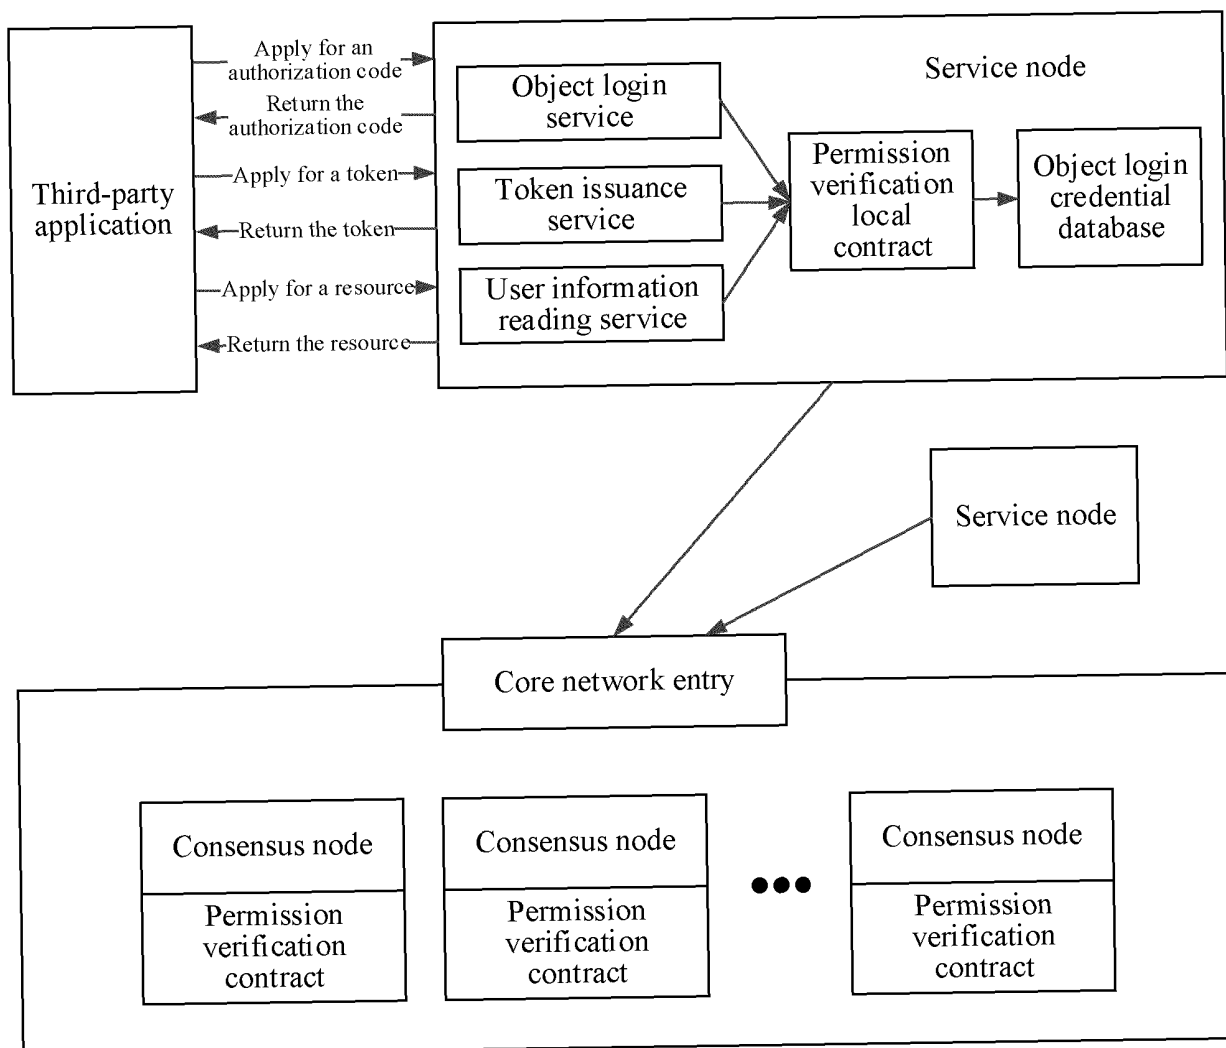 Third-party
application
Apply for an
authorization code
Return the
authorization code
Apply for a token
Return the token
Apply for a resource
Return the resource
Service node
Object login
service
Token issuance
service
User information
reading service
Permission
verification
local
contract
Object login
credential
database
Service node
Core network entry
Consensus node
Permission
verification
contract
Consensus node
Permission
verification
contract
Consensus node
Permission
verification
contract